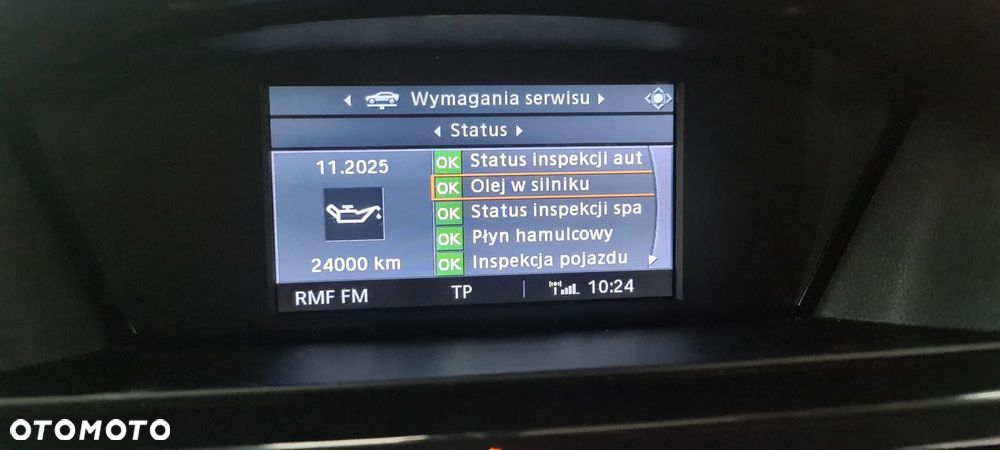 Wymagania serwisu
Status
11.2025
24000 km
OK Status inspekcji aut
OK Olej w silniku
OK Status inspekcji spa
OK Płyn hamulcowy
OK Inspekcja pojazdu
RMF FM TP 10:24
OTOMOTO